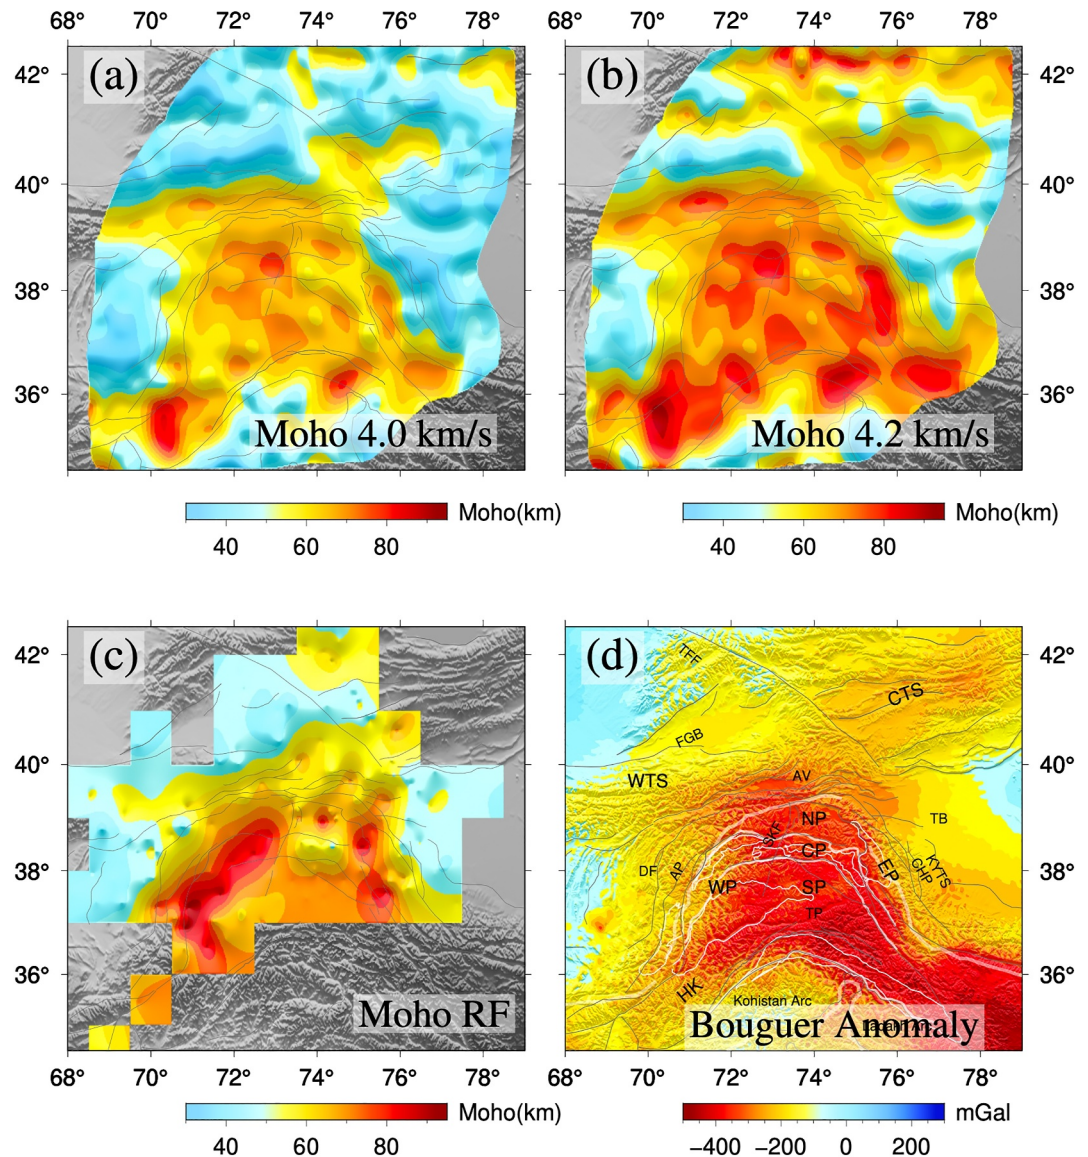 68° 70° 72° 74° 76° 78°
68° 70° 72° 74° 76° 78°
(a)
(b)
42°
42°
40°
40°
38°
38°
36°
36°
Moho 4.0 km/s
Moho 4.2 km/s
Moho(km)
40 60 80
Moho(km)
40 60 80
(c)
(d)
42°
42°
40°
40°
38°
38°
36°
36°
TFF
CTS
FGB
WTS
AV
NP
TB
SKF
CP
DF
AP
EP
GHP
KYTS
WP
SP
TP
HK
Kohistan Arc
Ladakh Arc
Moho RF
Bouguer Anomaly
68° 70° 72° 74° 76° 78°
68° 70° 72° 74° 76° 78°
Moho(km)
40 60 80
mGal
−400 −200 0 200